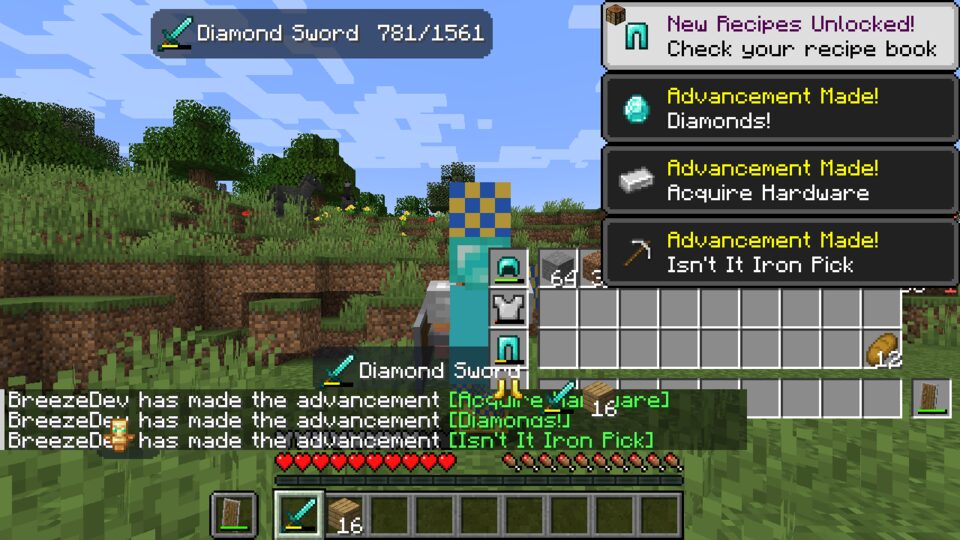 Diamond Sword 781/1561
New Recipes Unlocked!
Check your recipe book
Advancement Made!
Diamonds!
Advancement Made!
Acquire Hardware
Advancement Made!
Isn't It Iron Pick
64
12
Diamond Sword
16
BreezeDev has made the advancement [Acquire Hardware]
BreezeDev has made the advancement [Diamonds!]
BreezeDev has made the advancement [Isn't It Iron Pick]
16